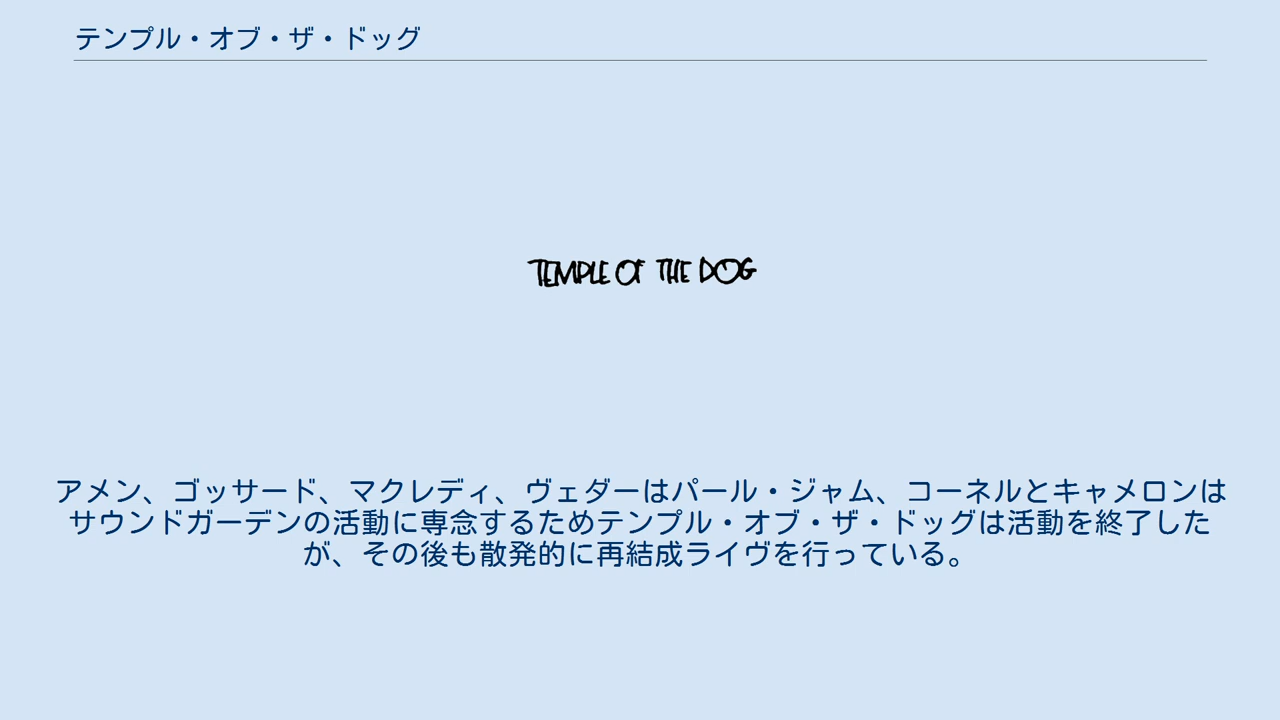 テンプル・オブ・ザ・ドッグ
TEMPLE OF THE DOG
アメン、ゴッサード、マクレディ、ヴェダーはパール・ジャム、コーネルとキャメロンは
サウンドガーデンの活動に専念するためテンプル・オブ・ザ・ドッグは活動を終了した
が、その後も散発的に再結成ライヴを行っている。